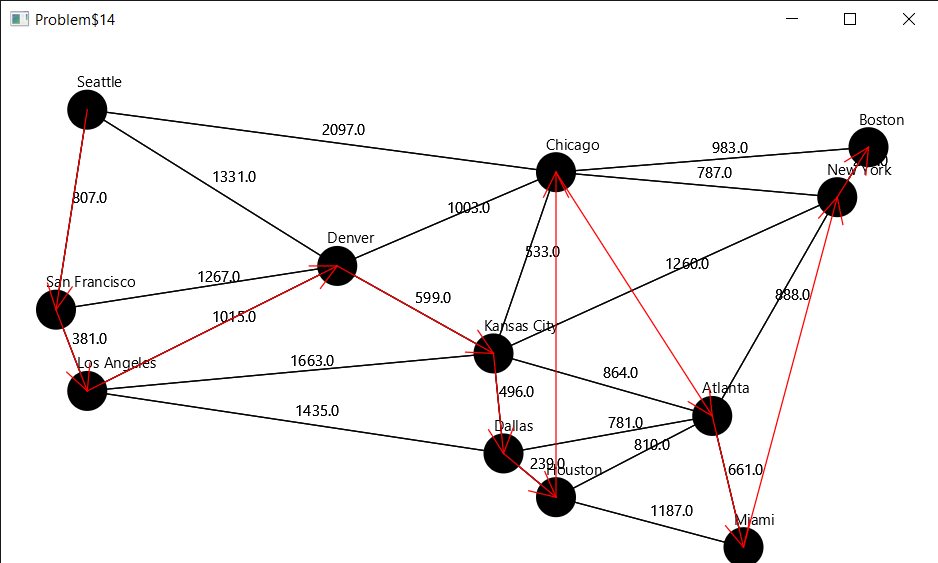 Problem$14
Seattle
Boston
2097.0
Chicago
983.0
New York
787.0
1331.0
807.0
1003.0
Denver
533.0
1260.0
San Francisco
1267.0
599.0
888.0
1015.0
Kansas City
381.0
Los Angeles
1663.0
864.0
496.0
Atlanta
1435.0
Dallas
781.0
810.0
239.0
Houston
661.0
1187.0
Miami